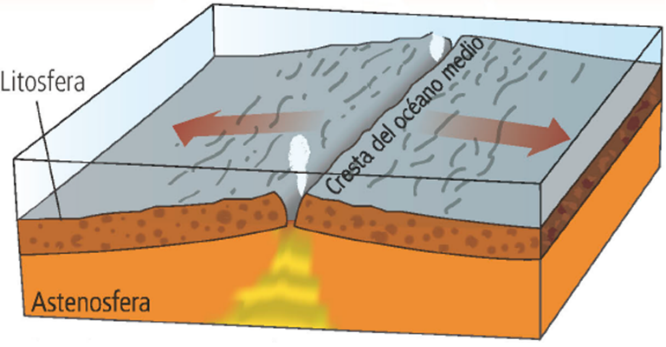 Litosfera
Cresta del océano medio
Astenosfera